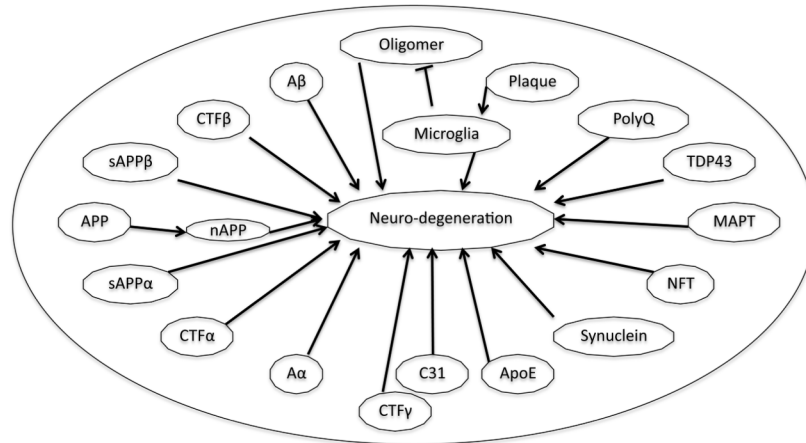 Oligomer
Aβ
Plaque
CTFβ
Microglia
PolyQ
sAPPβ
TDP43
APP
nAPP
Neuro-degeneration
MAPT
sAPPα
NFT
CTFα
Synuclein
Aα
C31
ApoE
CTFγ